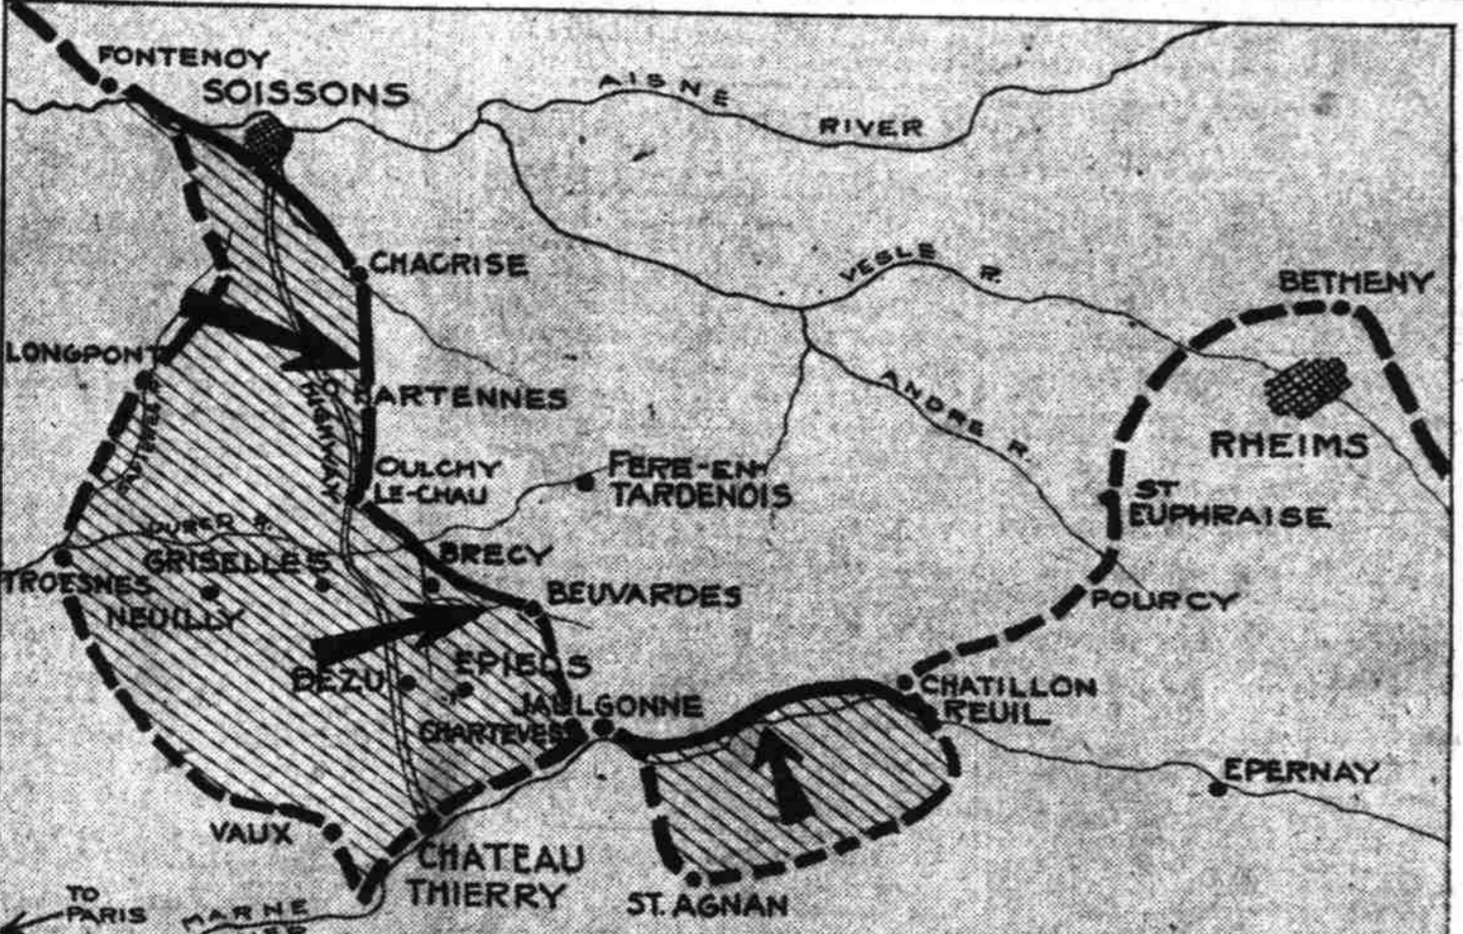 FONTENOY
SOISSONS
AISNE
RIVER
CHACRISE
VESLE R.
BETHENY
LONGPONT
ARTENNES
HIGHWAY
ANDRE R.
RHEIMS
OULCHY
LE-CHAU
FERE-EN-
TARDENOIS
ST
EUPHRAISE
R.
GRISELLES
BRECY
TROESNES
NEUILLY
BEUVARDES
POURCY
BEZU
EPIEDS
JAULGONNE
CHARTEVES
CHATILLON
REUIL
EPERNAY
VAUX
CHATEAU
THIERRY
ST. AGNAN
TO
PARIS
MARNE